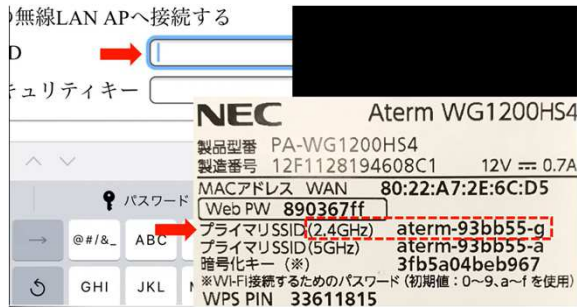 無線LAN APへ接続する
D
キュリティキー
パスワード
→
@#/&_
ABC
GHI
JKL
NEC Aterm WG1200HS4
製品型番 PA-WG1200HS4
製造番号 12F1128194608C1 12V 0.7A
MACアドレス WAN 80:22:A7:2E:6C:D5
Web PW 890367ff
プライマリSSID(2.4GHz) aterm-93bb55-g
プライマリSSID(5GHz) aterm-93bb55-a
暗号化キー (※) 3fb5a04beb967
※Wi-Fi接続するためのパスワード(初期値:0~9、a~fを使用)
WPS PIN 33611815